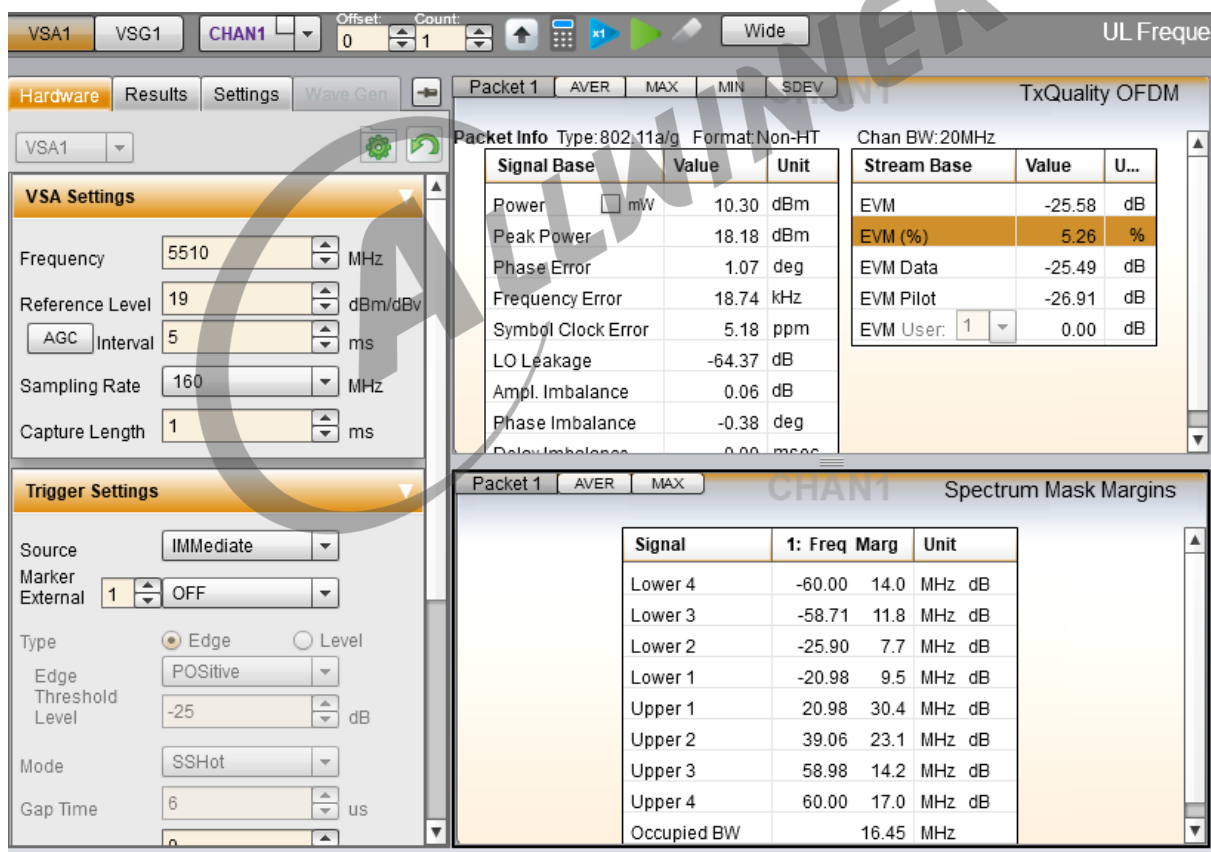 VSA1 VSG1 CHAN1 Offset: 0 Count: 1 x1 Wide UL Freque
Hardware Results Settings Wave Gen
VSA1
VSA Settings
Frequency 5510 MHz
Reference Level 19 dBm/dBv
AGC Interval 5 ms
Sampling Rate 160 MHz
Capture Length 1 ms
Trigger Settings
Source IMMediate
Marker
External 1 OFF
Type Edge Level
Edge POSitive
Threshold
Level -25 dB
Mode SSHot
Gap Time 6 us
Packet 1 AVER MAX MIN SDEV CHAN1 TxQuality OFDM
Packet Info Type:802.11a/g Format:Non-HT Chan BW:20MHz
Signal Base Value Unit
Power mW 10.30 dBm
Peak Power 18.18 dBm
Phase Error 1.07 deg
Frequency Error 18.74 kHz
Symbol Clock Error 5.18 ppm
LO Leakage -64.37 dB
Ampl. Imbalance 0.06 dB
Phase Imbalance -0.38 deg
Delay Imbalance 0.00 msec
Stream Base Value U...
EVM -25.58 dB
EVM (%) 5.26 %
EVM Data -25.49 dB
EVM Pilot -26.91 dB
EVM User: 1 0.00 dB
Packet 1 AVER MAX CHAN1 Spectrum Mask Margins
Signal 1: Freq Marg Unit
Lower 4 -60.00 14.0 MHz dB
Lower 3 -58.71 11.8 MHz dB
Lower 2 -25.90 7.7 MHz dB
Lower 1 -20.98 9.5 MHz dB
Upper 1 20.98 30.4 MHz dB
Upper 2 39.06 23.1 MHz dB
Upper 3 58.98 14.2 MHz dB
Upper 4 60.00 17.0 MHz dB
Occupied BW 16.45 MHz
ALLWINNER